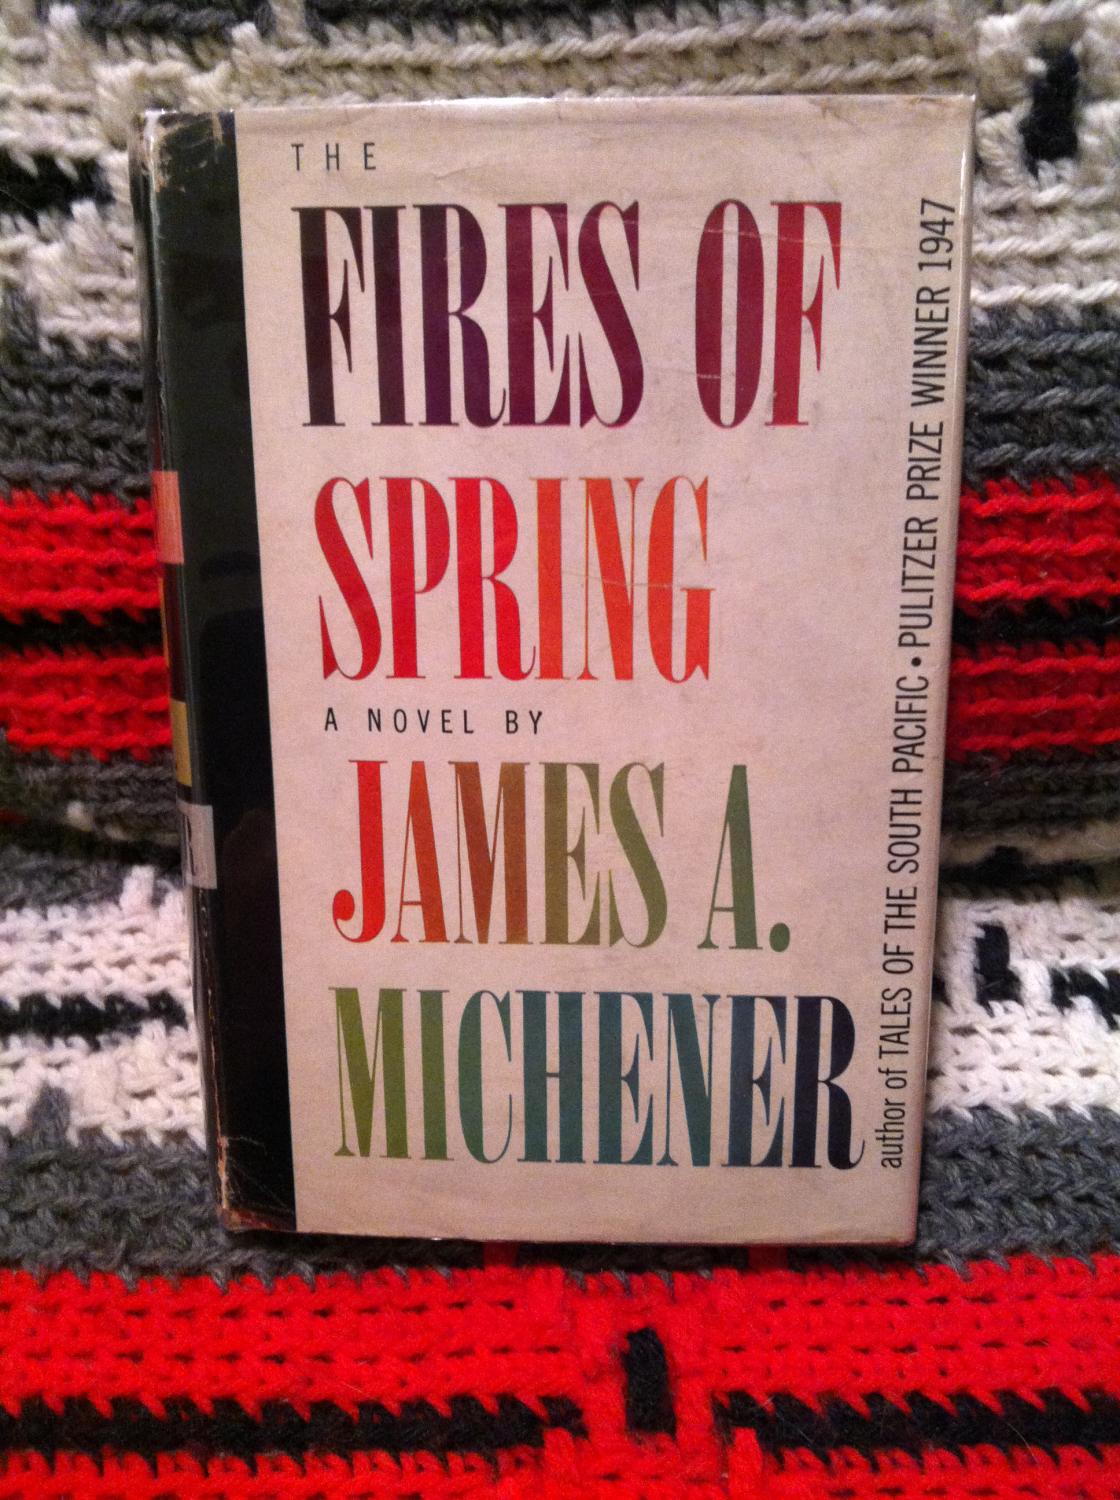 THE
FIRES OF
SPRING
A NOVEL BY
JAMES A.
MICHENER
author of TALES OF THE SOUTH PACIFIC • PULITZER PRIZE WINNER 1947